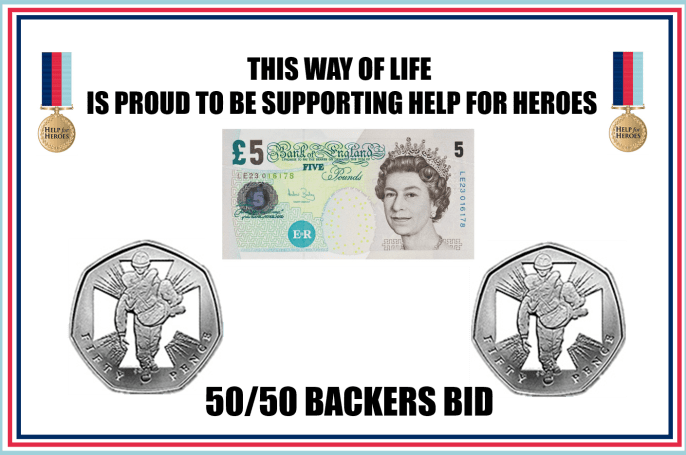 THIS WAY OF LIFE
IS PROUD TO BE SUPPORTING HELP FOR HEROES
HELP for HEROES
HELP for HEROES
£5 Bank of England 5
FIVE Pounds
LE23 016178
LE23 016178
5
E R
FIFTY PENCE
FIFTY PENCE
50/50 BACKERS BID